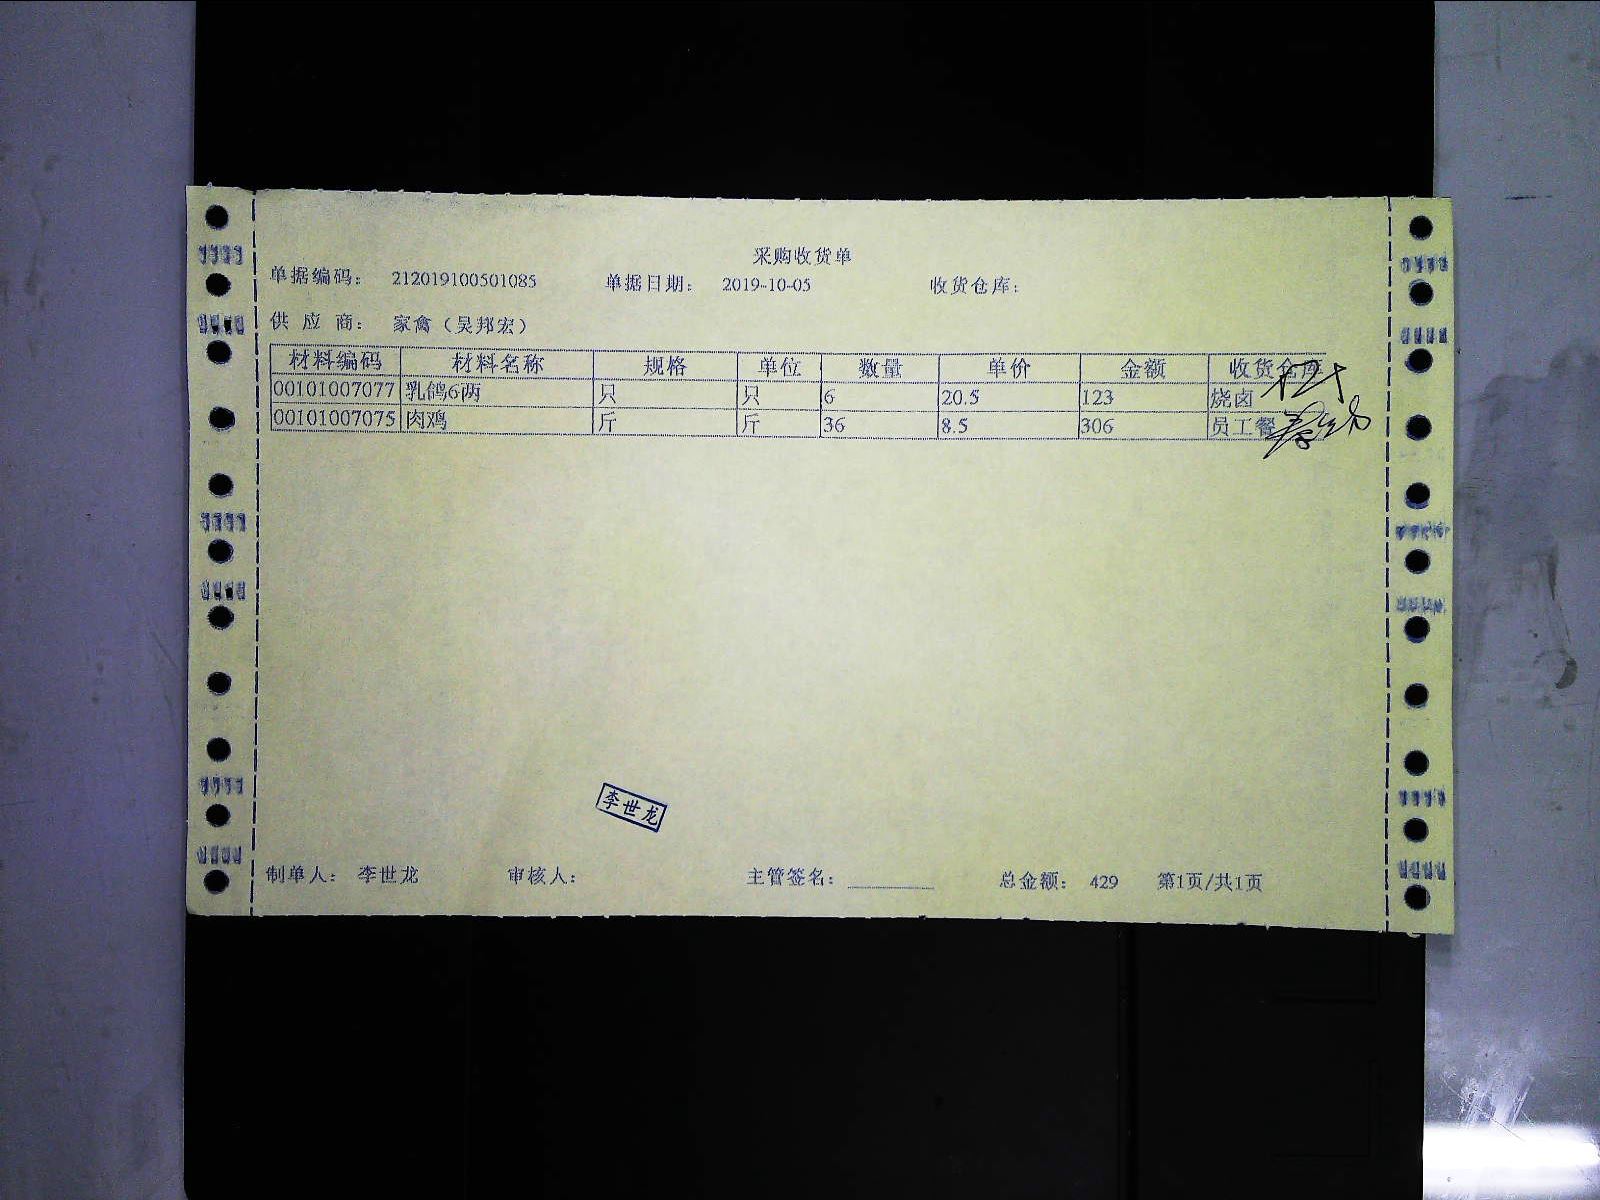 采购收货单
单据编码： 212019100501085 单据日期： 2019-10-05 收货仓库：
供 应 商： 家禽（吴邦宏）
材料编码 材料名称 规格 单位 数量 单价 金额 收货仓库
00101007077 乳鸽6两 只 只 6 20.5 123 烧卤
00101007075 肉鸡 斤 斤 36 8.5 306 员工餐
李世龙
制单人： 李世龙 审核人： 主管签名： 总金额： 429 第1页/共1页